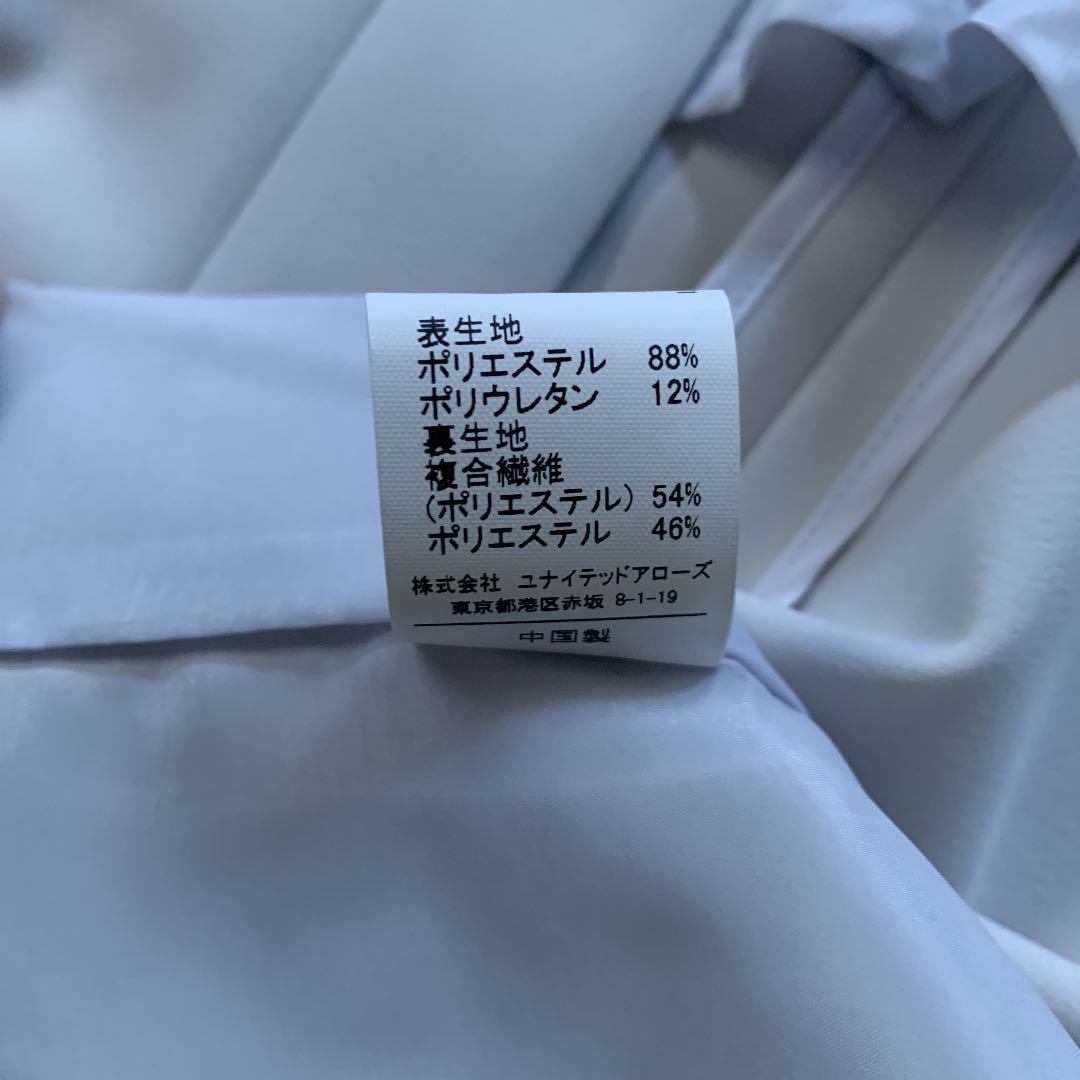 表生地
ポリエステル 88%
ポリウレタン 12%
裏生地
複合繊維
(ポリエステル) 54%
ポリエステル 46%
株式会社 ユナイテッドアローズ
東京都港区赤坂 8-1-19
中国製